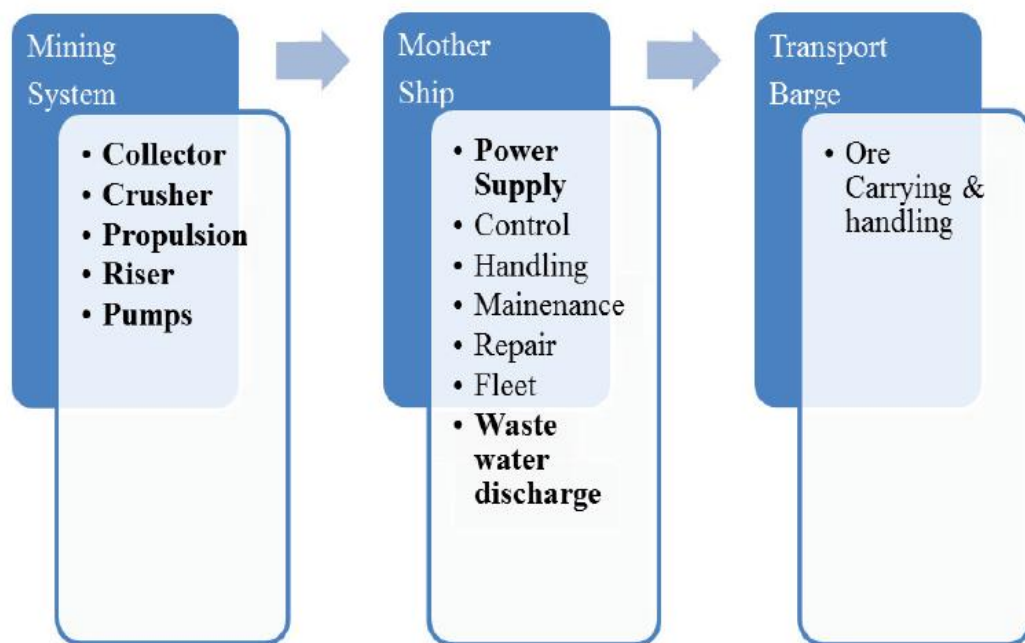 Mining
System
• Collector
• Crusher
• Propulsion
• Riser
• Pumps
Mother
Ship
• Power
Supply
• Control
• Handling
• Mainenance
• Repair
• Fleet
• Waste
water
discharge
Transport
Barge
• Ore
Carrying &
handling